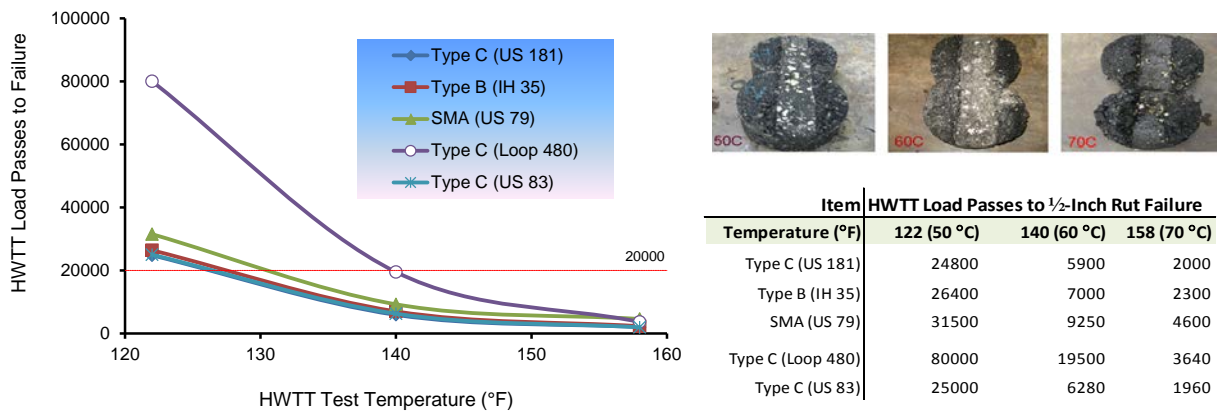 HWTT Load Passes to Failure
100000
80000
60000
40000
20000
0
120
130
140
150
160
HWTT Test Temperature (°F)
Type C (US 181)
Type B (IH 35)
SMA (US 79)
Type C (Loop 480)
Type C (US 83)
20000
50C
60C
70C
Item HWTT Load Passes to ½-Inch Rut Failure
Temperature (°F) 122 (50 °C) 140 (60 °C) 158 (70 °C)
Type C (US 181) 24800 5900 2000
Type B (IH 35) 26400 7000 2300
SMA (US 79) 31500 9250 4600
Type C (Loop 480) 80000 19500 3640
Type C (US 83) 25000 6280 1960